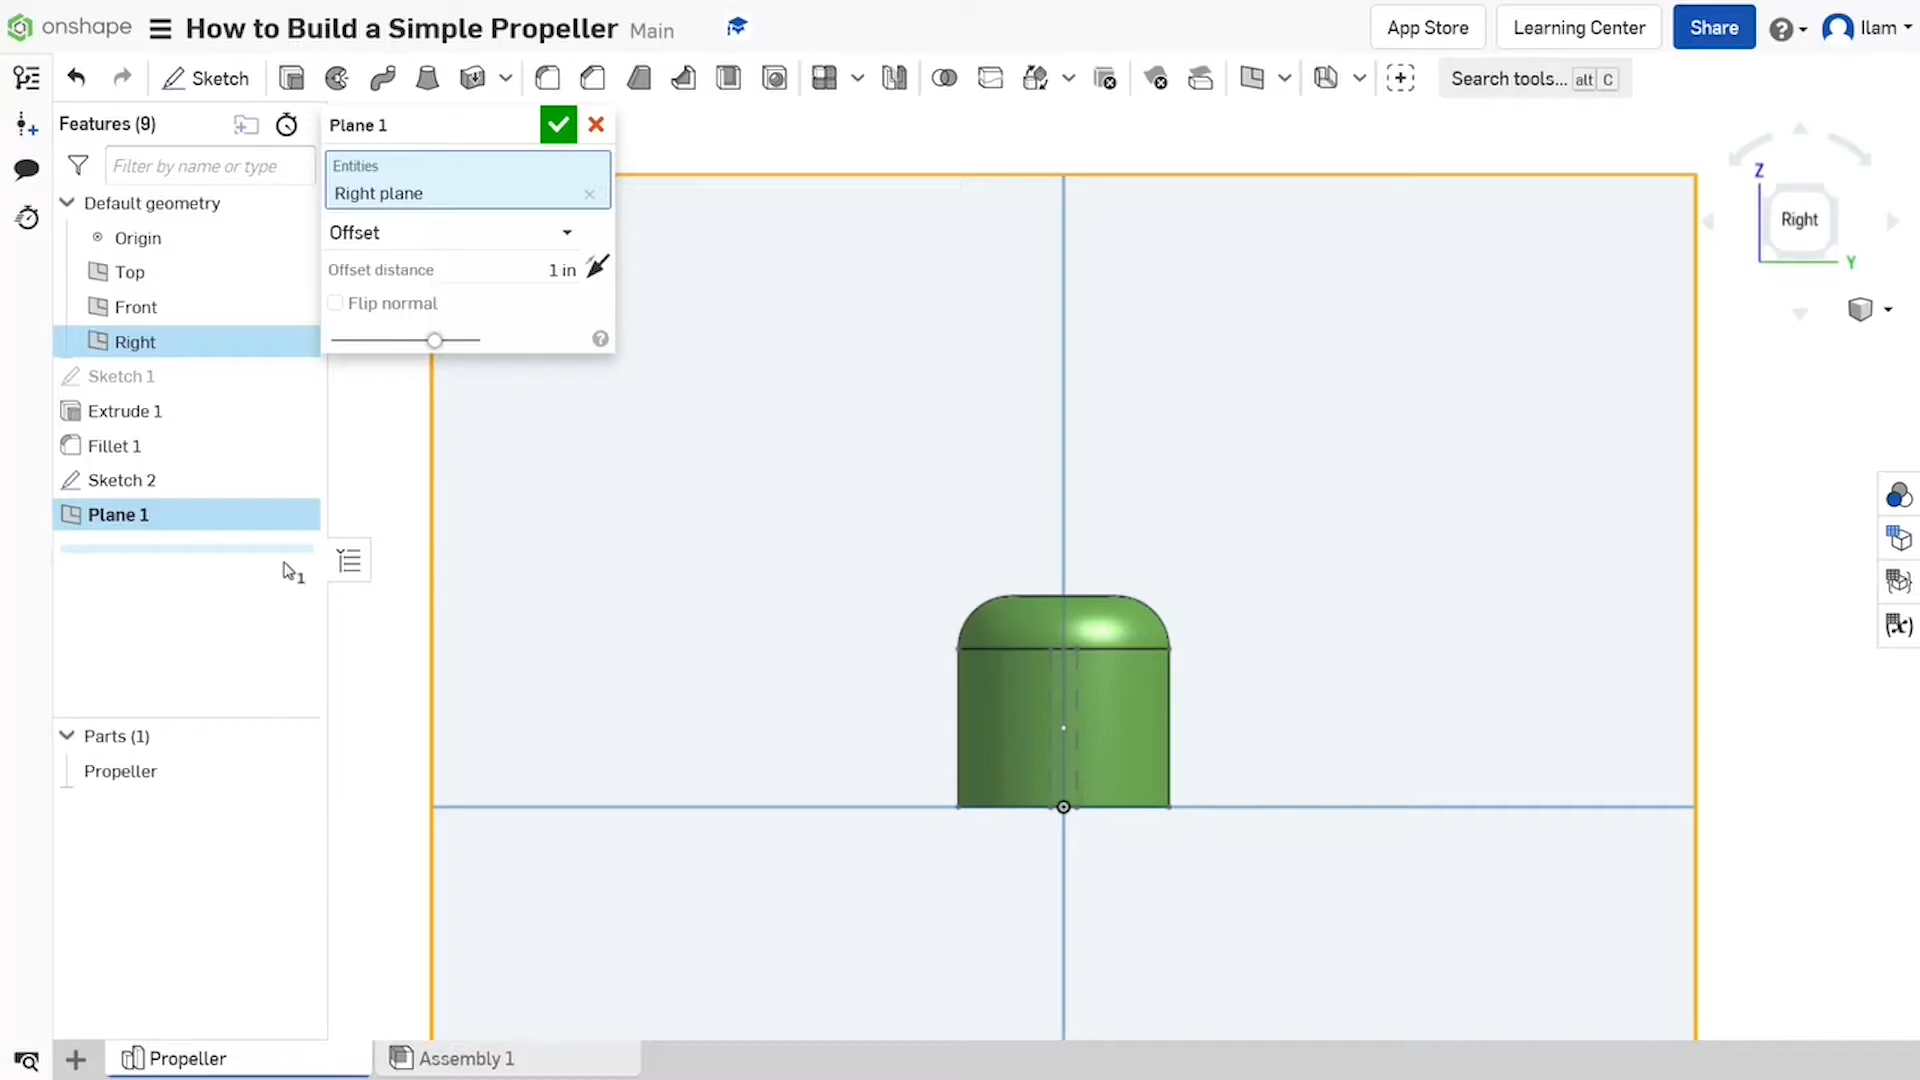 onshape
How to Build a Simple Propeller Main
App Store
Learning Center
Share
Ilam
Sketch
Search tools... alt C
Features (9)
Filter by name or type
Default geometry
Origin
Top
Front
Right
Sketch 1
Extrude 1
Fillet 1
Sketch 2
Plane 1
Parts (1)
Propeller
Plane 1
Entities
Right plane
Offset
Offset distance 1 in
Flip normal
1
Z
Right
Y
(x)
Propeller
Assembly 1